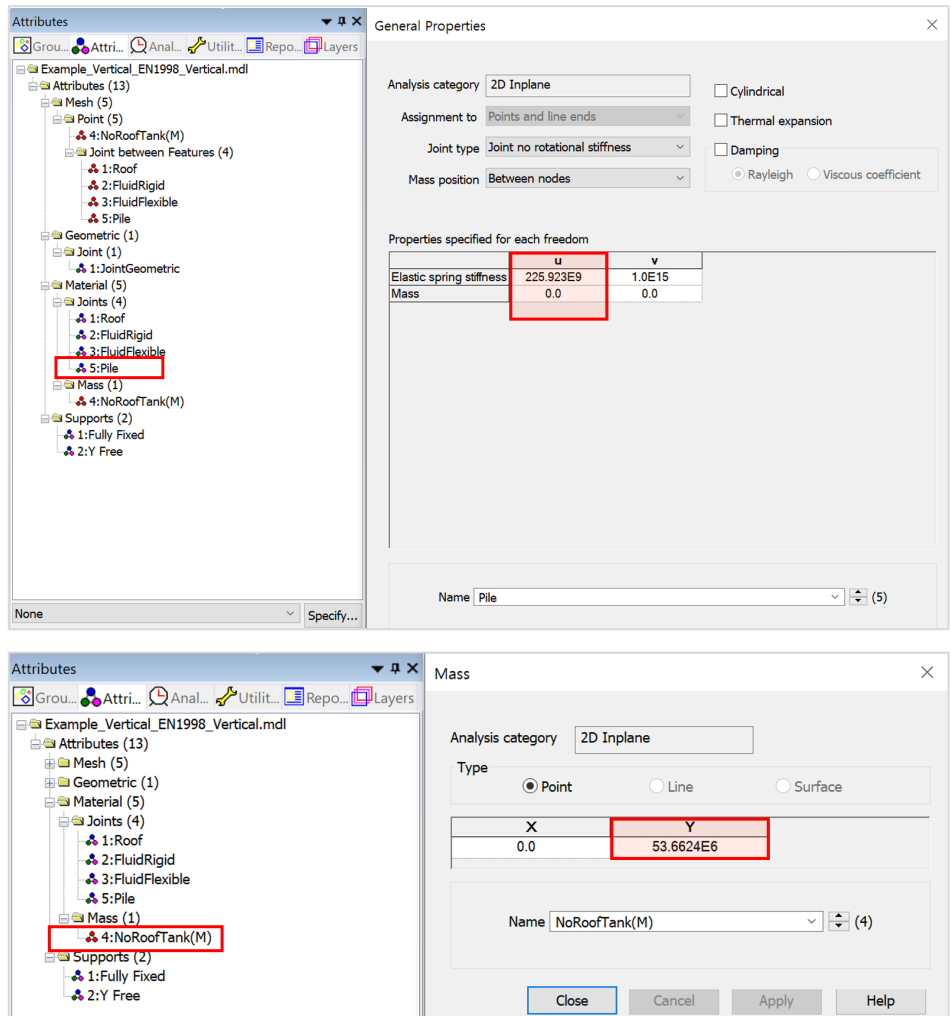 Attributes
Grou... Attri... Anal... Utilit... Repo... Layers
Example_Vertical_EN1998_Vertical.mdl
Attributes (13)
Mesh (5)
Point (5)
4:NoRoofTank(M)
Joint between Features (4)
1:Roof
2:FluidRigid
3:FluidFlexible
5:Pile
Geometric (1)
Joint (1)
1:JointGeometric
Material (5)
Joints (4)
1:Roof
2:FluidRigid
3:FluidFlexible
5:Pile
Mass (1)
4:NoRoofTank(M)
Supports (2)
1:Fully Fixed
2:Y Free
None Specify...
General Properties
Analysis category 2D Inplane
Assignment to Points and line ends
Joint type Joint no rotational stiffness
Mass position Between nodes
Cylindrical
Thermal expansion
Damping
Rayleigh Viscous coefficient
Properties specified for each freedom
u v
Elastic spring stiffness 225.923E9 1.0E15
Mass 0.0 0.0
Name Pile (5)
Attributes
Grou... Attri... Anal... Utilit... Repo... Layers
Example_Vertical_EN1998_Vertical.mdl
Attributes (13)
Mesh (5)
Geometric (1)
Material (5)
Joints (4)
1:Roof
2:FluidRigid
3:FluidFlexible
5:Pile
Mass (1)
4:NoRoofTank(M)
Supports (2)
1:Fully Fixed
2:Y Free
Mass
Analysis category 2D Inplane
Type
Point Line Surface
X Y
0.0 53.6624E6
Name NoRoofTank(M) (4)
Close Cancel Apply Help